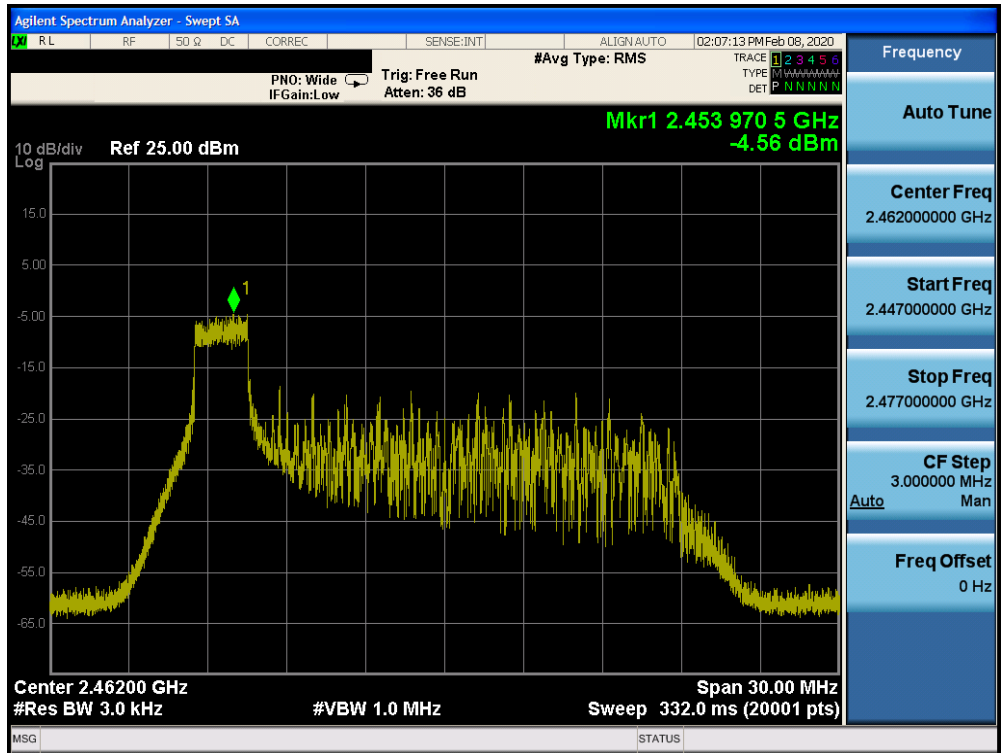 Agilent Spectrum Analyzer - Swept SA
LXI RL RF 50 Ω DC CORREC SENSE:INT ALIGN AUTO 02:07:13 PM Feb 08, 2020
#Avg Type: RMS TRACE 1 2 3 4 5 6
PNO: Wide Trig: Free Run TYPE M
IFGain:Low Atten: 36 dB DET P N N N N N
Frequency
Auto Tune
Mkr1 2.453 970 5 GHz
-4.56 dBm
10 dB/div Ref 25.00 dBm
Log
15.0
5.00
-5.00
-15.0
-25.0
-35.0
-45.0
-55.0
-65.0
1
Center Freq
2.462000000 GHz
Start Freq
2.447000000 GHz
Stop Freq
2.477000000 GHz
CF Step
3.000000 MHz
Auto Man
Freq Offset
0 Hz
Center 2.46200 GHz Span 30.00 MHz
#Res BW 3.0 kHz #VBW 1.0 MHz Sweep 332.0 ms (20001 pts)
MSG STATUS